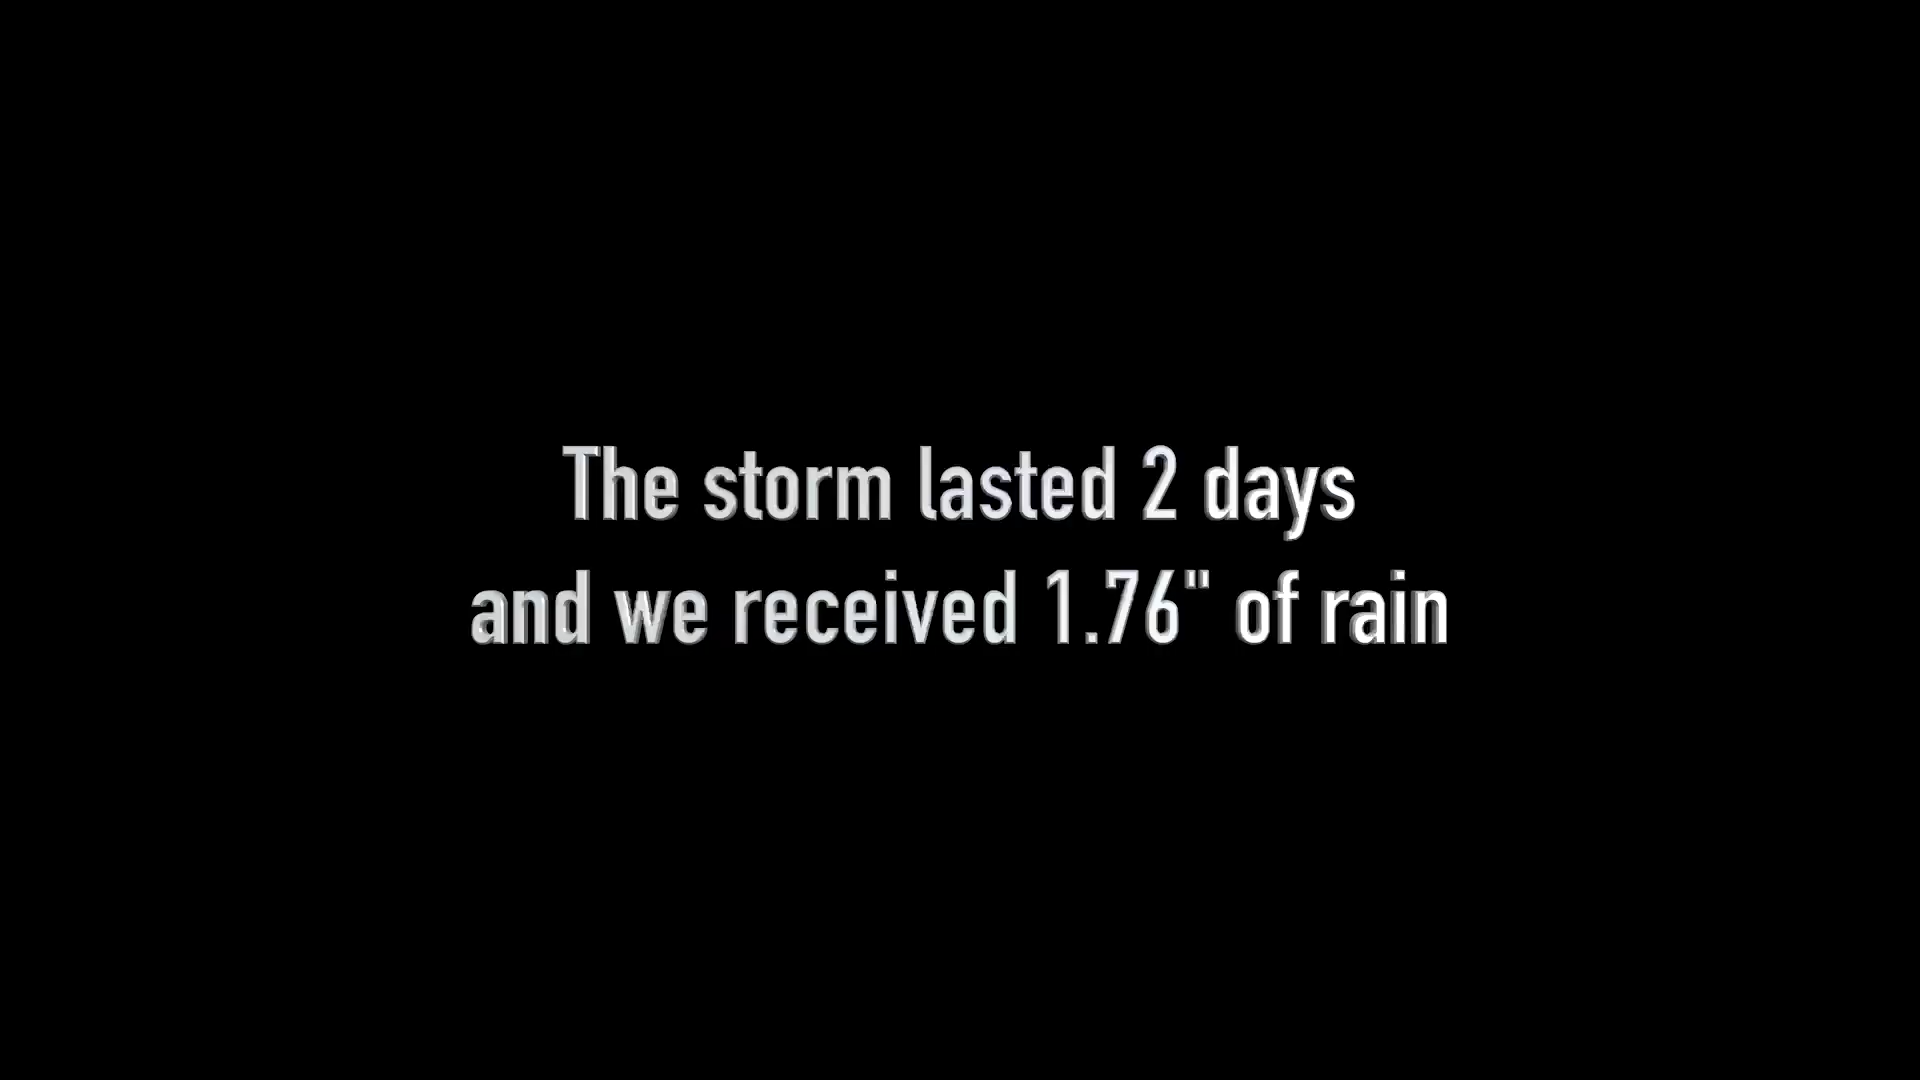 The storm lasted 2 days
and we received 1.76" of rain